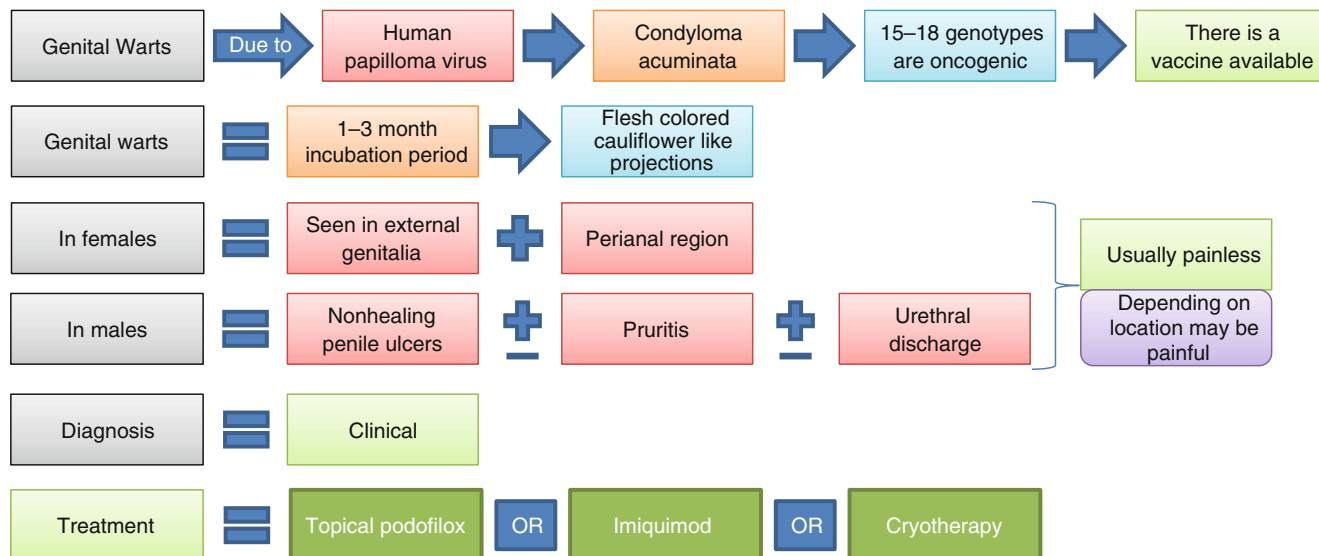 Genital Warts
Due to
Human
papilloma virus
Condyloma
acuminata
15–18 genotypes
are oncogenic
There is a
vaccine available
Genital warts
1–3 month
incubation period
Flesh colored
cauliflower like
projections
In females
Seen in external
genitalia
Perianal region
Usually painless
In males
Nonhealing
penile ulcers
Pruritis
Urethral
discharge
Depending on
location may be
painful
Diagnosis
Clinical
Treatment
Topical podofilox
OR
Imiquimod
OR
Cryotherapy